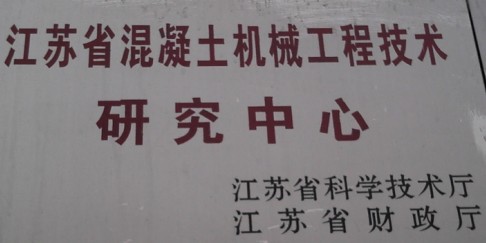 江苏省混凝土机械工程技术
研究中心
江苏省科学技术厅
江苏省财政厅